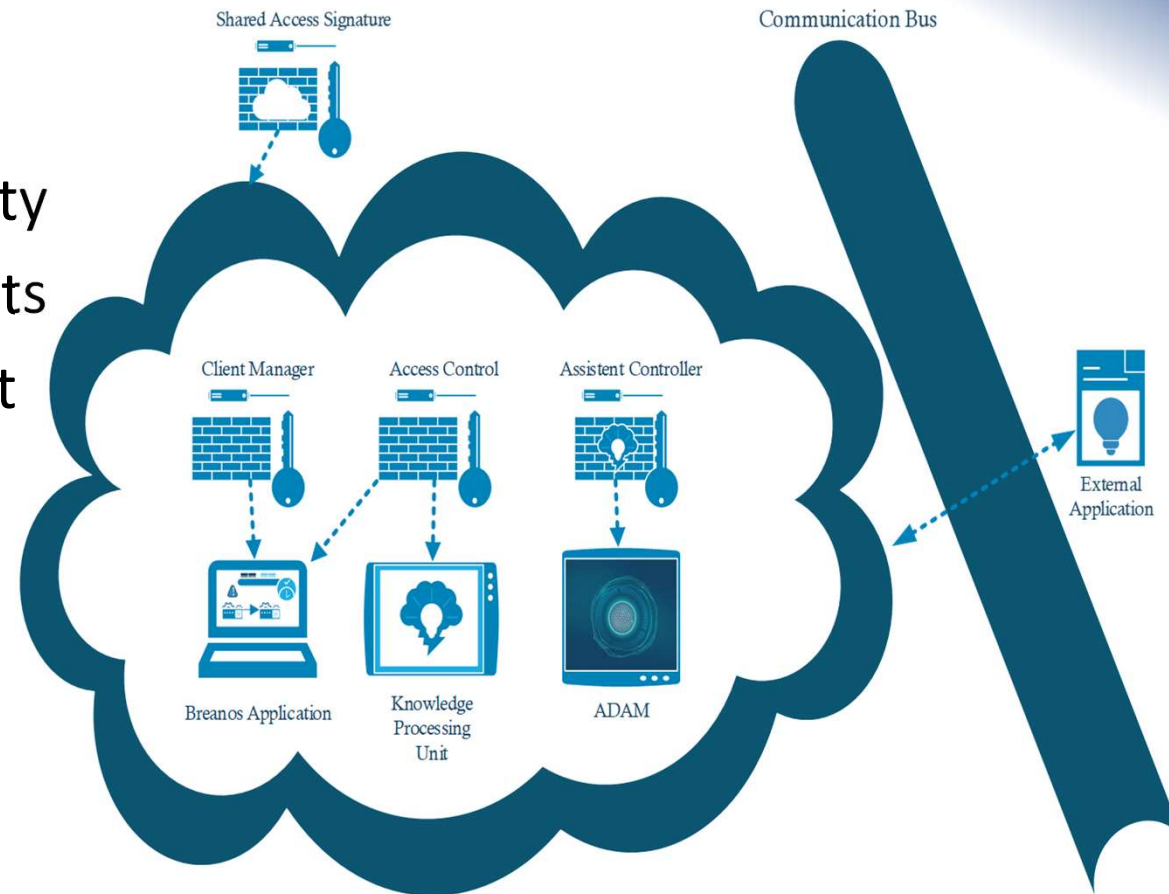 Shared Access Signature
Communication Bus
ty
ts
t
Client Manager
Access Control
Assistent Controller
External
Application
Breanos Application
Knowledge
Processing
Unit
ADAM